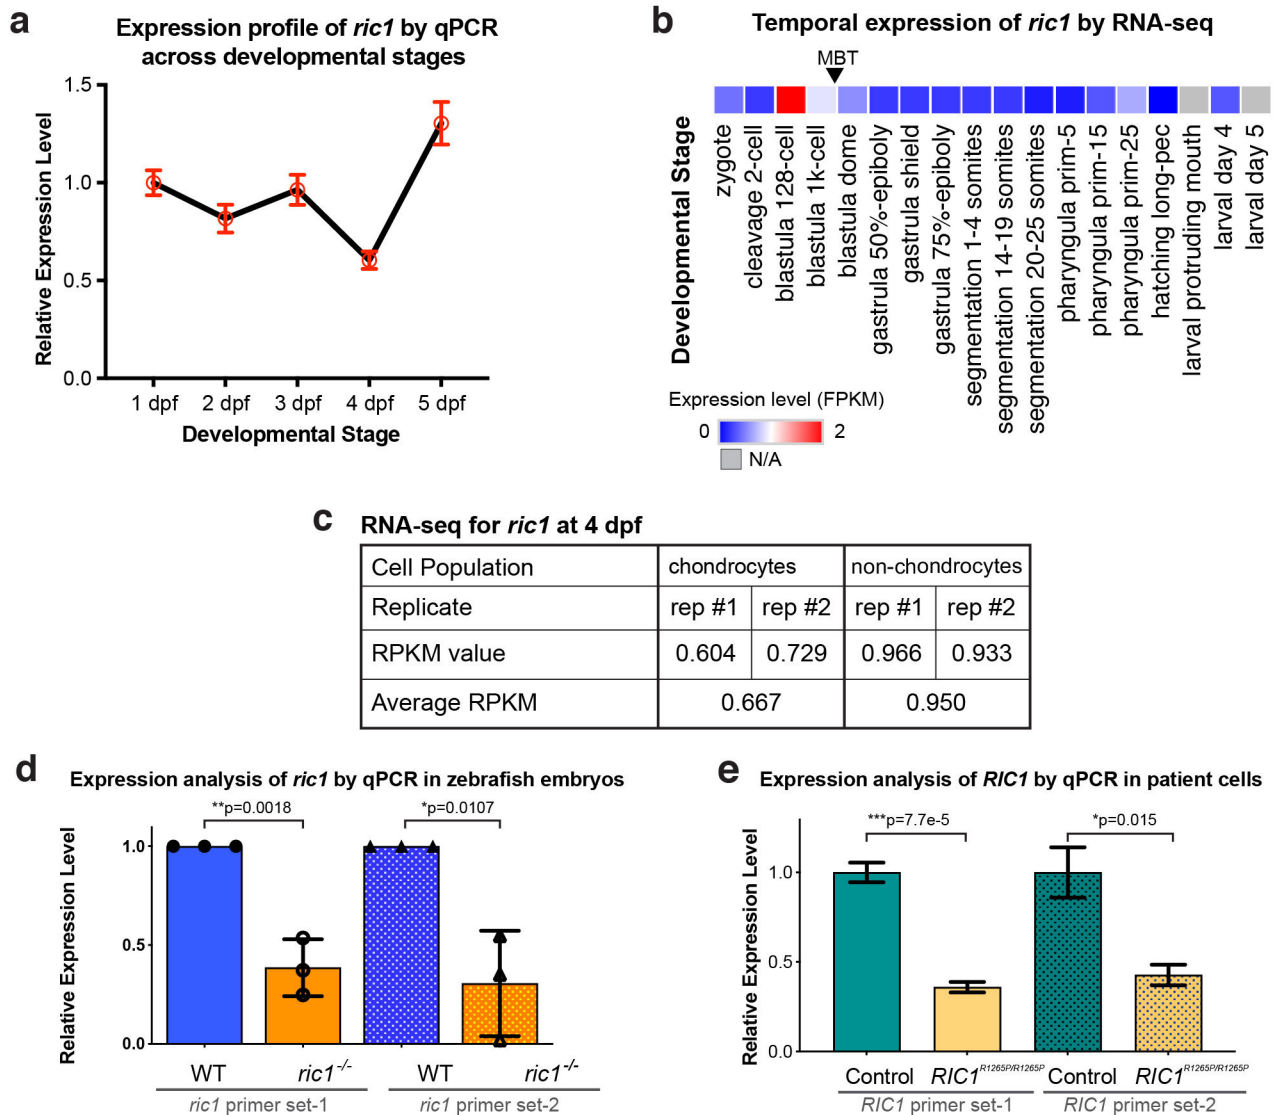 a
Expression profile of ric1 by qPCR
across developmental stages
Relative Expression Level
1.5
1.0
0.5
0.0
1 dpf 2 dpf 3 dpf 4 dpf 5 dpf
Developmental Stage
b
Temporal expression of ric1 by RNA-seq
MBT
Developmental Stage
zygote
cleavage 2-cell
blastula 128-cell
blastula 1k-cell
blastula dome
gastrula 50%-epiboly
gastrula shield
gastrula 75%-epiboly
segmentation 1-4 somites
segmentation 14-19 somites
segmentation 20-25 somites
pharyngula prim-5
pharyngula prim-15
pharyngula prim-25
hatching long-pec
larval protruding mouth
larval day 4
larval day 5
Expression level (FPKM)
0 2
N/A
c
RNA-seq for ric1 at 4 dpf
Cell Population chondrocytes non-chondrocytes
Replicate rep #1 rep #2 rep #1 rep #2
RPKM value 0.604 0.729 0.966 0.933
Average RPKM 0.667 0.950
d
Expression analysis of ric1 by qPCR in zebrafish embryos
**p=0.0018 *p=0.0107
Relative Expression Level
1.0
0.5
0.0
WT ric1-/- WT ric1-/-
ric1 primer set-1 ric1 primer set-2
e
Expression analysis of RIC1 by qPCR in patient cells
***p=7.7e-5 *p=0.015
Relative Expression Level
1.0
0.5
0.0
Control RIC1R1265P/R1265P Control RIC1R1265P/R1265P
RIC1 primer set-1 RIC1 primer set-2